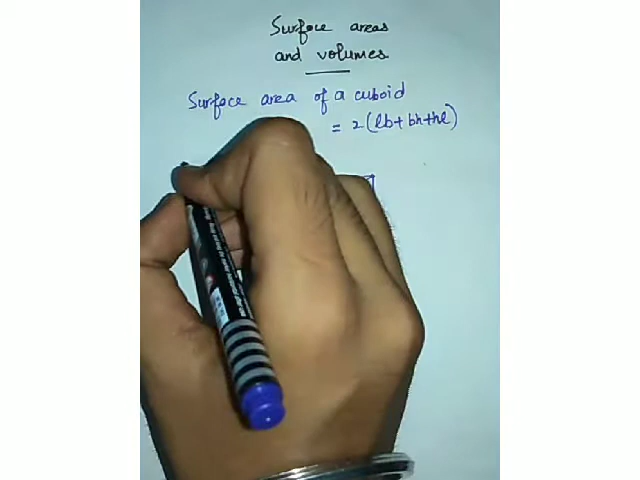 Surface areas
and volumes
Surface area of a cuboid
= 2(lb+bh+hl)